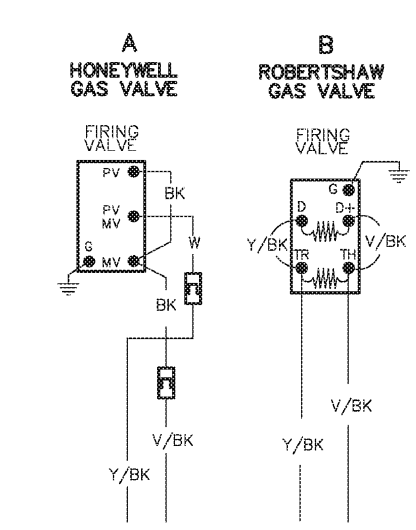 A
HONEYWELL
GAS VALVE
FIRING
VALVE
PV
BK
PV
MV
W
G
MV
BK
V/BK
Y/BK
B
ROBERTSHAW
GAS VALVE
FIRING
VALVE
G
D
D+
Y/BK
V/BK
TR
TH
V/BK
Y/BK